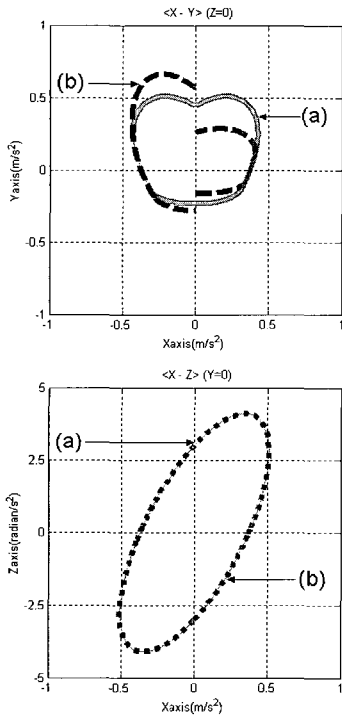 <X - Y> (Z=0)
1
(b)
0.5
(a)
0
-0.5
-1
-1 -0.5 0 0.5 1
Yaxis(m/s²)
Xaxis(m/s²)
<X - Z> (Y=0)
5
(a)
2.5
0
(b)
-2.5
-5
-1 -0.5 0 0.5 1
Zaxis(radian/s²)
Xaxis(m/s²)